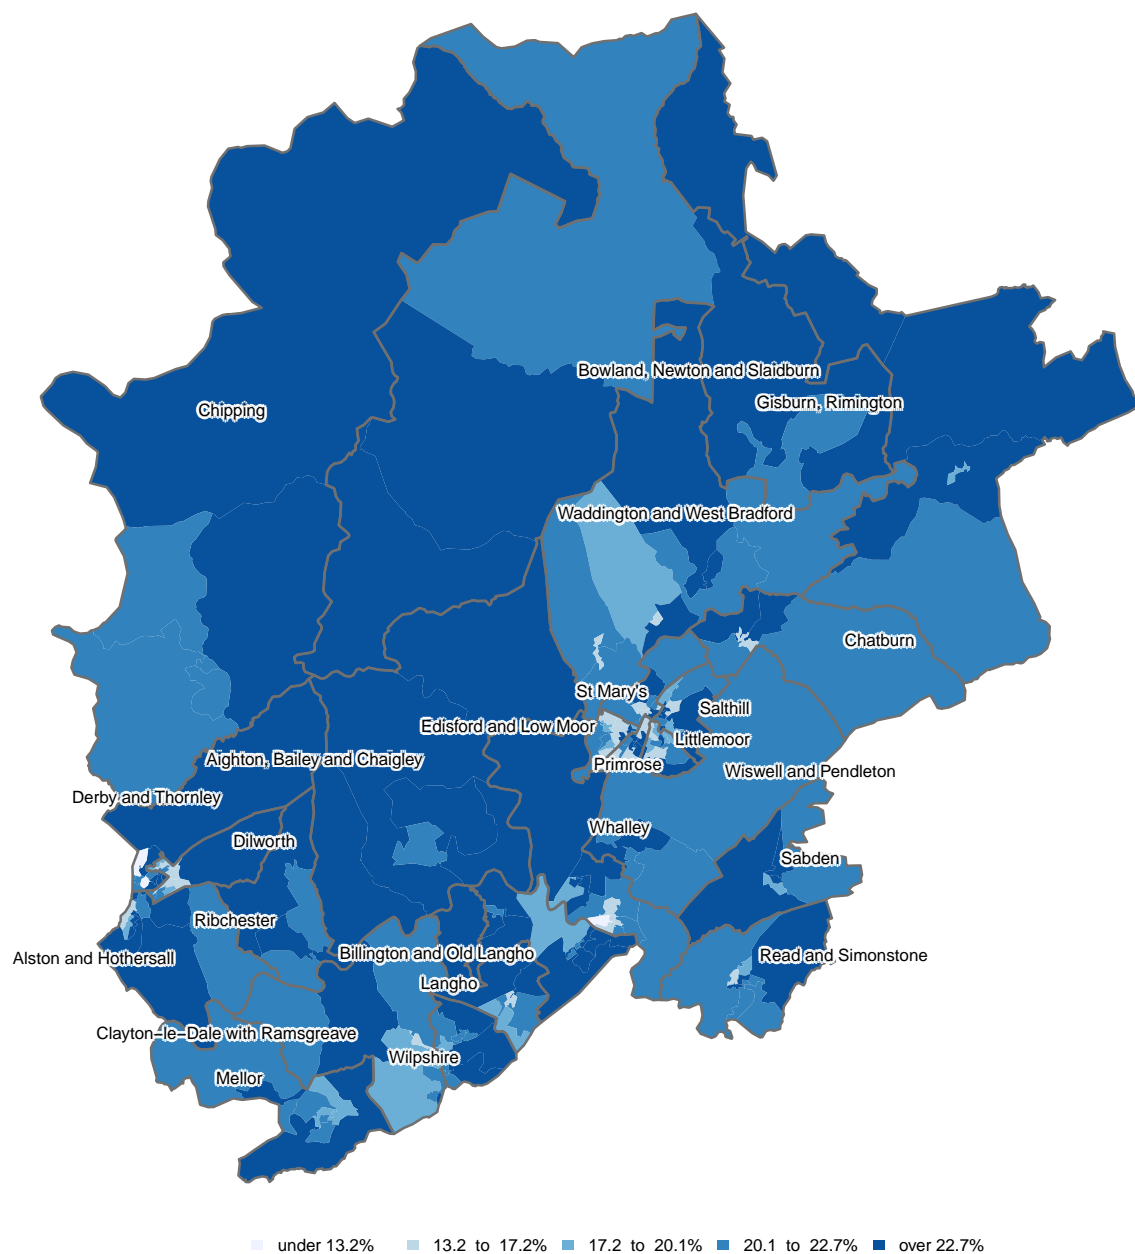 Bowland, Newton and Slaidburn
Chipping
Gisburn, Rimington
Waddington and West Bradford
Chatburn
St Mary's
Salthill
Edisford and Low Moor
Littlemoor
Aighton, Bailey and Chaigley
Primrose
Wiswell and Pendleton
Derby and Thornley
Whalley
Dilworth
Sabden
Ribchester
Billington and Old Langho
Read and Simonstone
Alston and Hothersall
Langho
Clayton−le−Dale with Ramsgreave
Wilpshire
Mellor
under 13.2% 13.2 to 17.2% 17.2 to 20.1% 20.1 to 22.7% over 22.7%